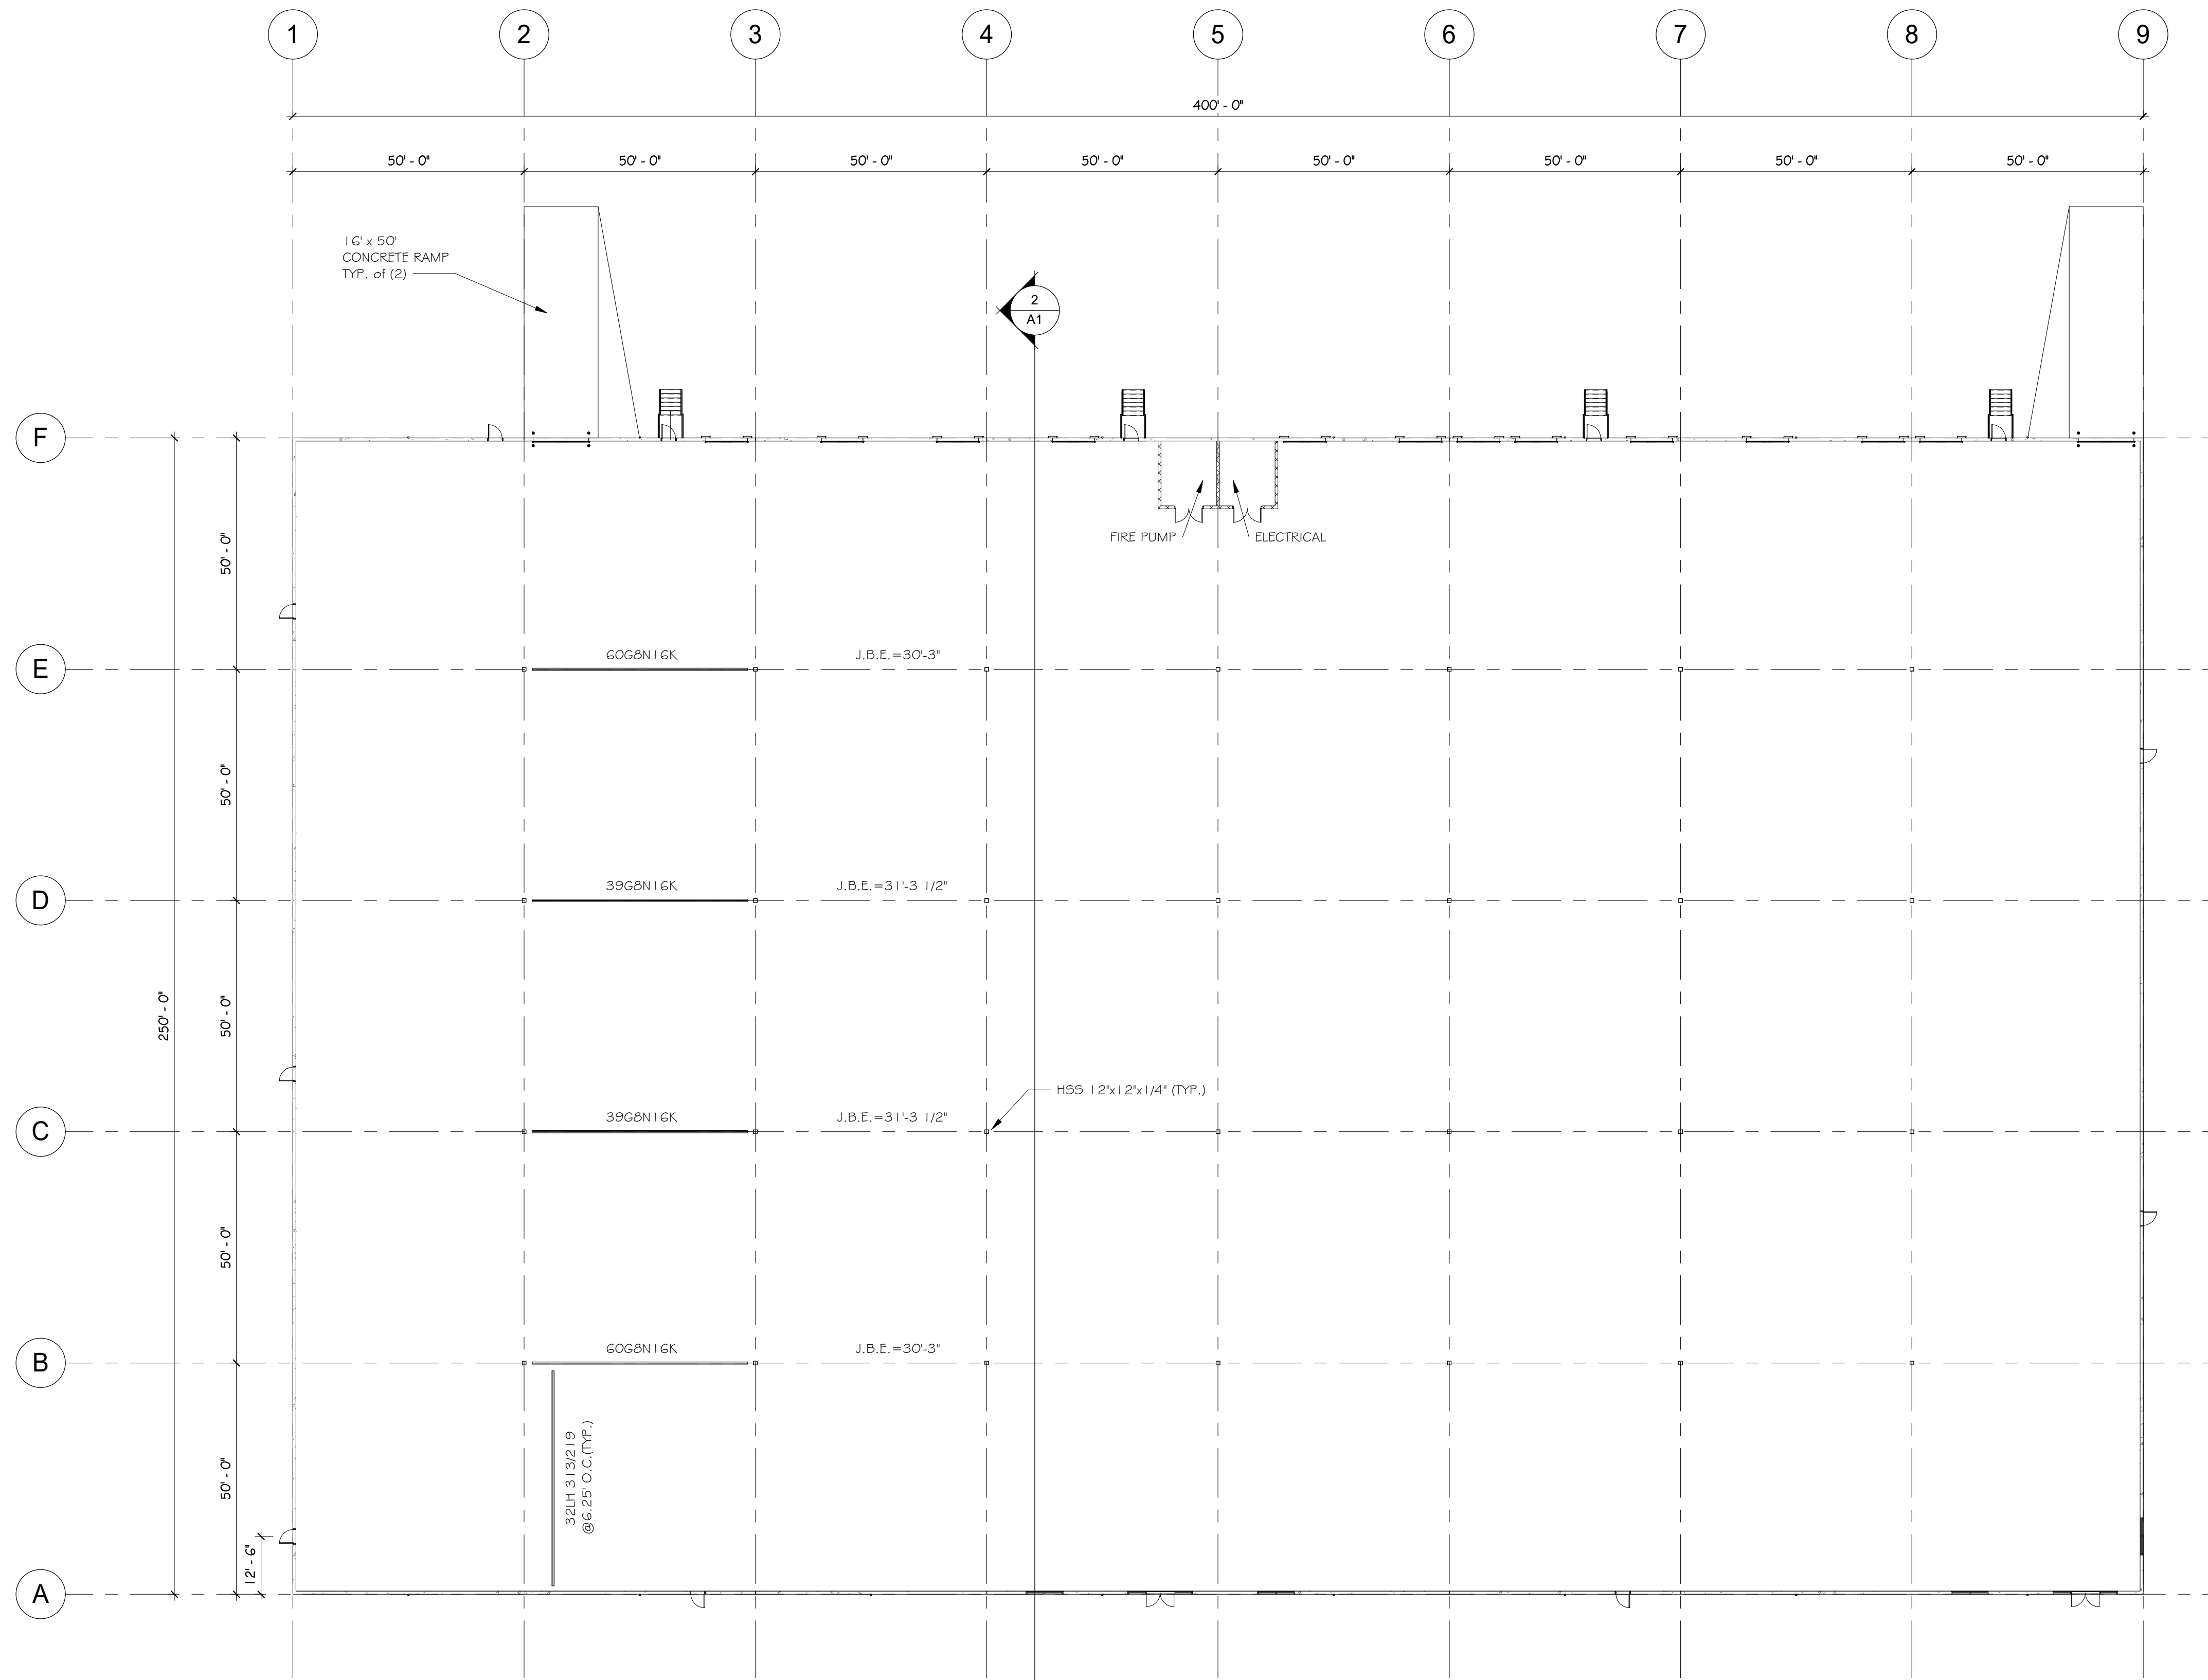 1 2 3 4 5 6 7 8 9
400' - 0"
50' - 0" 50' - 0" 50' - 0" 50' - 0" 50' - 0" 50' - 0" 50' - 0" 50' - 0"
16' x 50'
CONCRETE RAMP
TYP. of (2)
2
A1
F
50' - 0"
FIRE PUMP
ELECTRICAL
E
60G8N16K
J.B.E.=30'-3"
50' - 0"
D
39G8N16K
J.B.E.=31'-3 1/2"
250' - 0"
50' - 0"
HSS 12"x12"x1/4" (TYP.)
C
39G8N16K
J.B.E.=31'-3 1/2"
50' - 0"
B
60G8N16K
J.B.E.=30'-3"
50' - 0"
32LH 313/219
@6.25' O.C.(TYP.)
12' - 6"
A